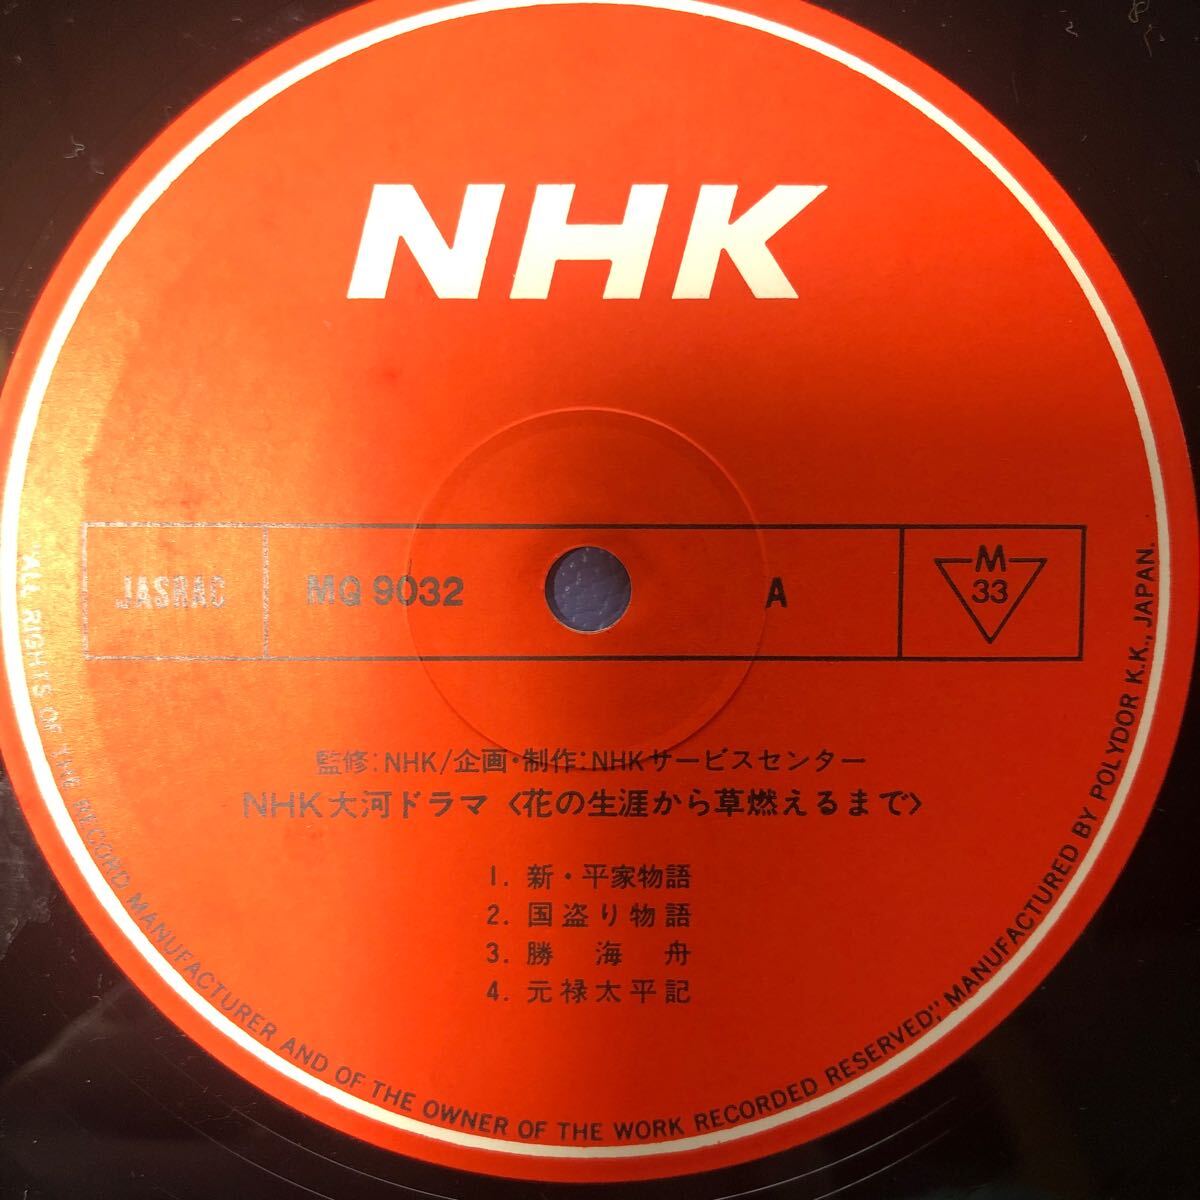 NHK
JASRAC
MQ 9032
A
M
33
監修:NHK/企画・制作:NHKサービスセンター
NHK大河ドラマ〈花の生涯から草燃えるまで〉
1. 新・平家物語
2. 国盗り物語
3. 勝 海 舟
4. 元禄太平記
"ALL RIGHTS OF THE RECORD MANUFACTURER AND OF THE OWNER OF THE WORK RECORDED RESERVED", MANUFACTURED BY POLYDOR K.K., JAPAN.